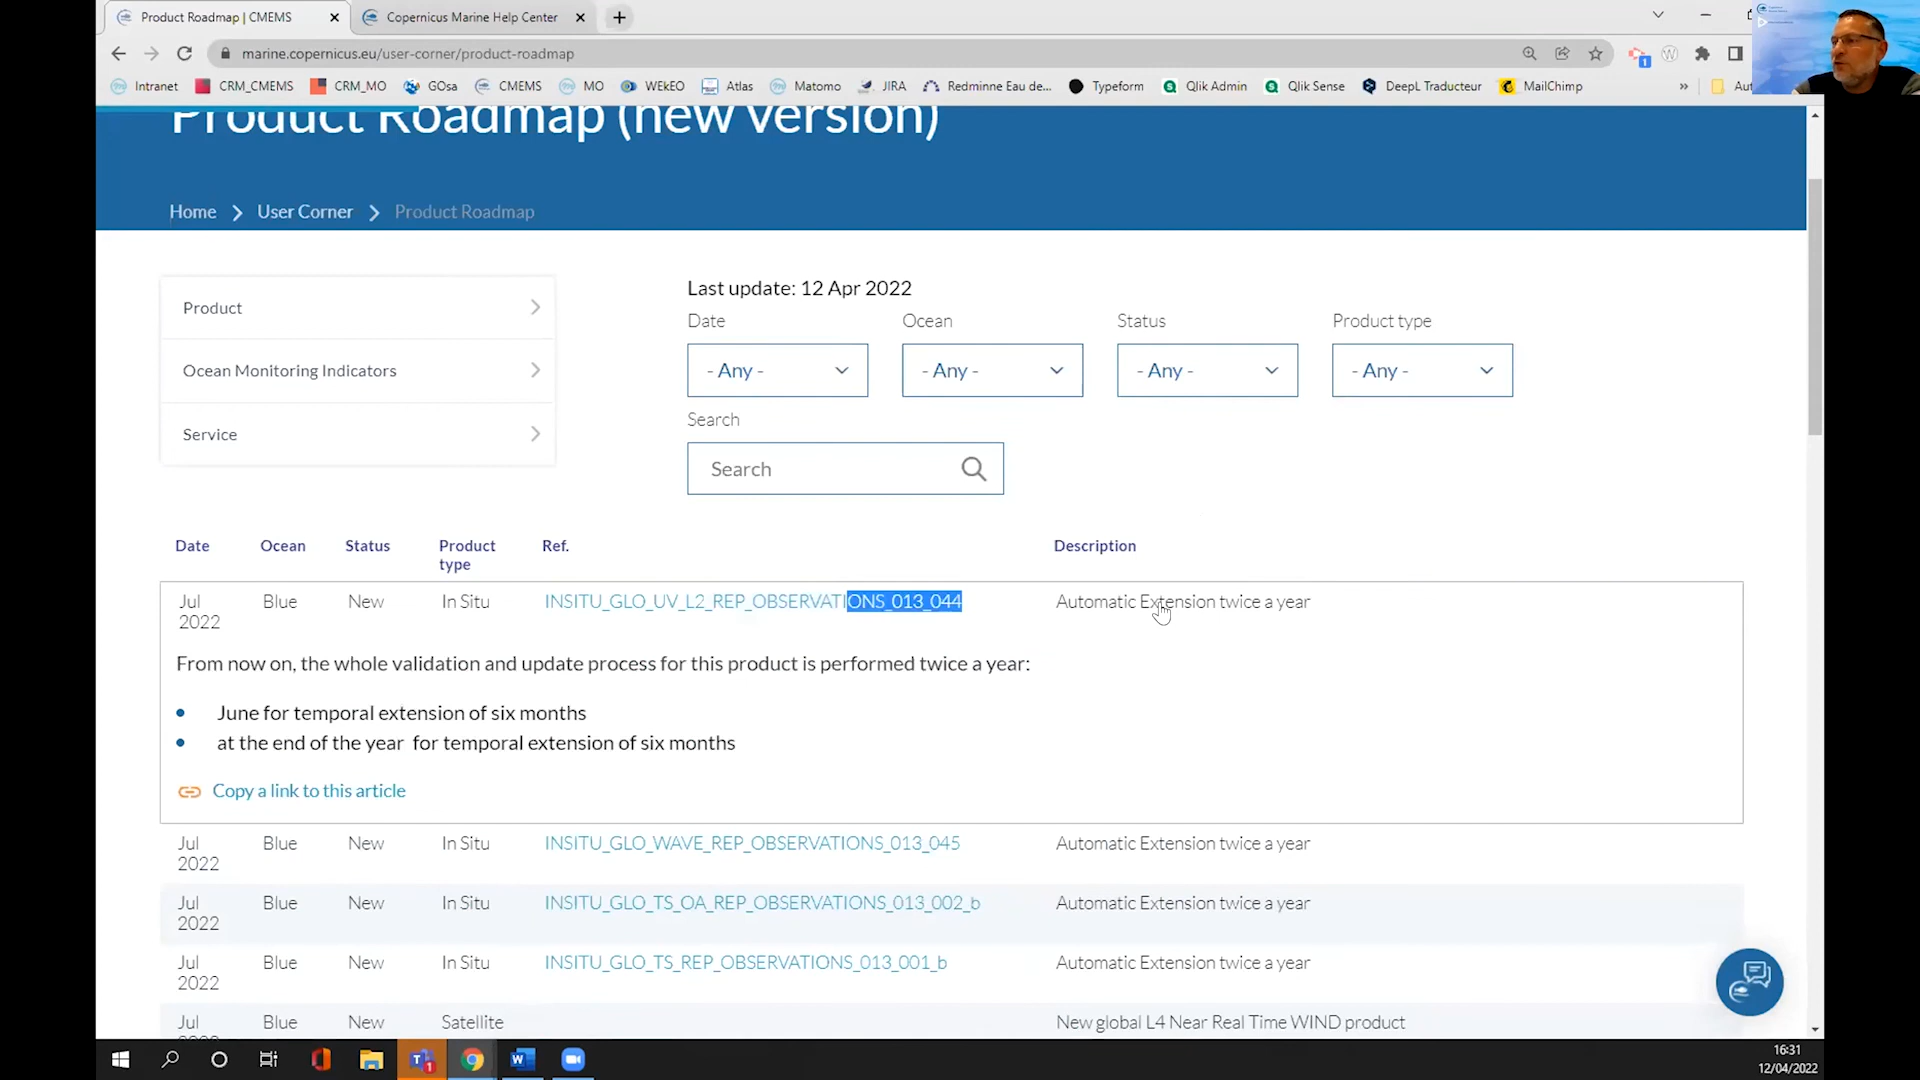 Product Roadmap | CMEMS
Copernicus Marine Help Center
marine.copernicus.eu/user-corner/product-roadmap
Intranet CRM_CMEMS CRM_MO GOsa CMEMS MO WEkEO Atlas Matomo JIRA Redminne Eau de... Typeform Qlik Admin Qlik Sense DeepL Traducteur MailChimp » Aut
Product Roadmap (new version)
Home > User Corner > Product Roadmap
Product
Ocean Monitoring Indicators
Service
Last update: 12 Apr 2022
Date Ocean Status Product type
- Any - - Any - - Any - - Any -
Search
Search
Date Ocean Status Product type Ref. Description
Jul 2022 Blue New In Situ INSITU_GLO_UV_L2_REP_OBSERVATIONS_013_044 Automatic Extension twice a year
From now on, the whole validation and update process for this product is performed twice a year:
• June for temporal extension of six months
• at the end of the year for temporal extension of six months
Copy a link to this article
Jul 2022 Blue New In Situ INSITU_GLO_WAVE_REP_OBSERVATIONS_013_045 Automatic Extension twice a year
Jul 2022 Blue New In Situ INSITU_GLO_TS_OA_REP_OBSERVATIONS_013_002_b Automatic Extension twice a year
Jul 2022 Blue New In Situ INSITU_GLO_TS_REP_OBSERVATIONS_013_001_b Automatic Extension twice a year
Jul Blue New Satellite New global L4 Near Real Time WIND product
16:31
12/04/2022